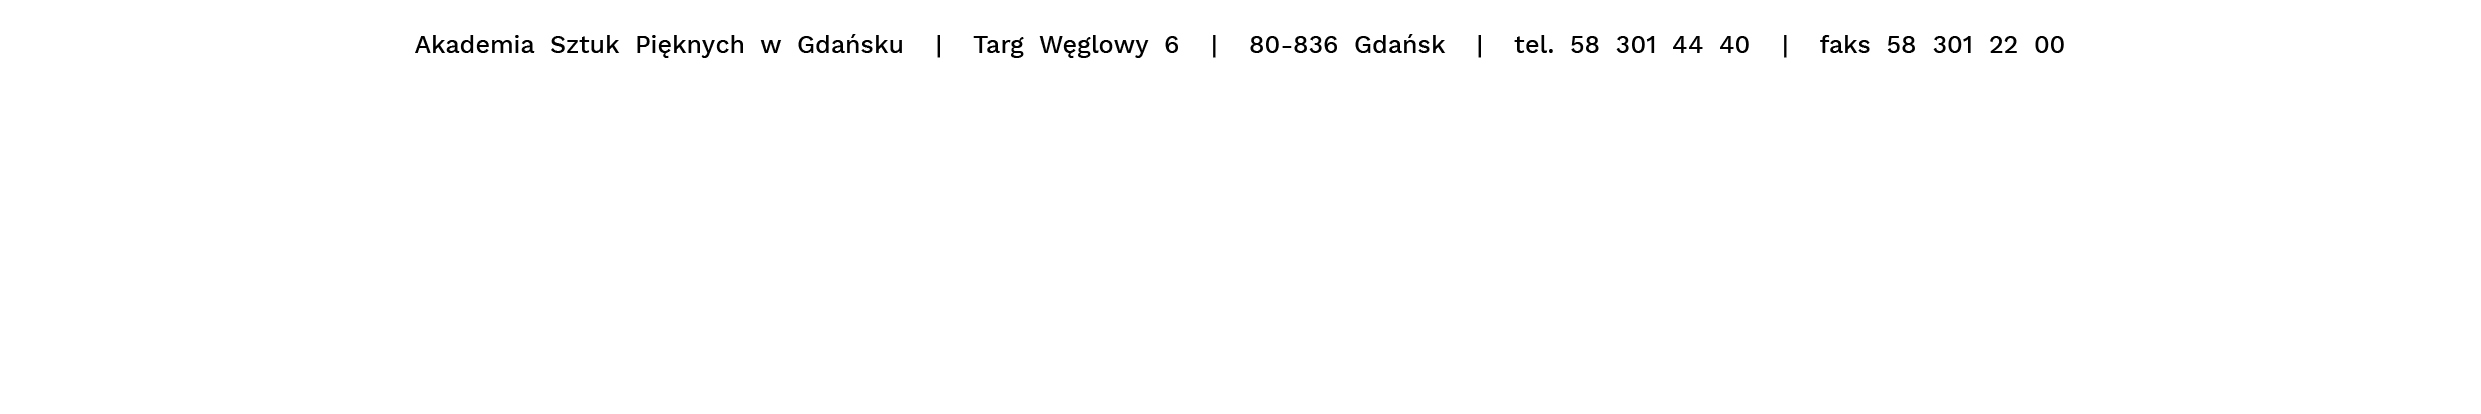 Akademia Sztuk Pięknych w Gdańsku | Targ Węglowy 6 | 80-836 Gdańsk | tel. 58 301 44 40 | faks 58 301 22 00